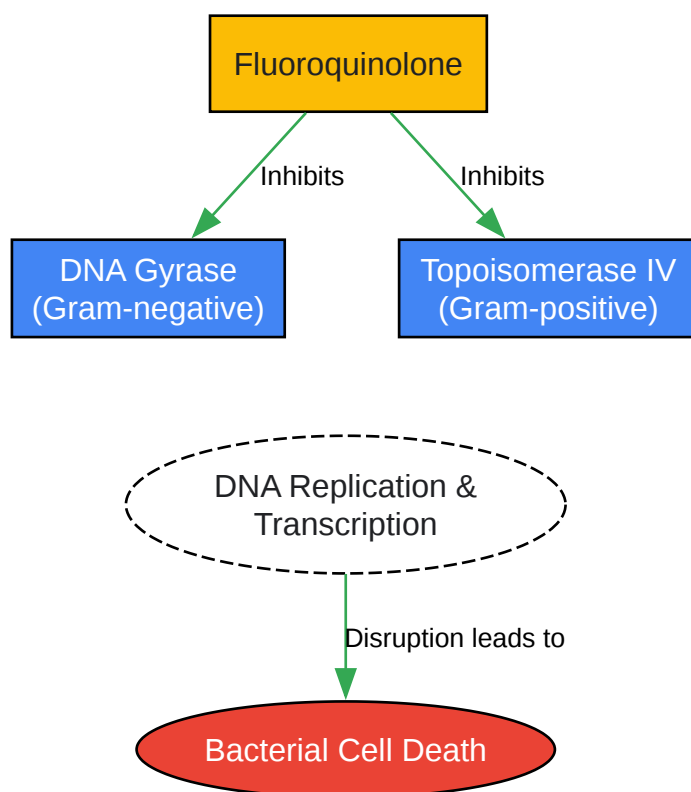 Fluoroquinolone
Inhibits
Inhibits
DNA Gyrase
(Gram-negative)
Topoisomerase IV
(Gram-positive)
DNA Replication &
Transcription
Disruption leads to
Bacterial Cell Death